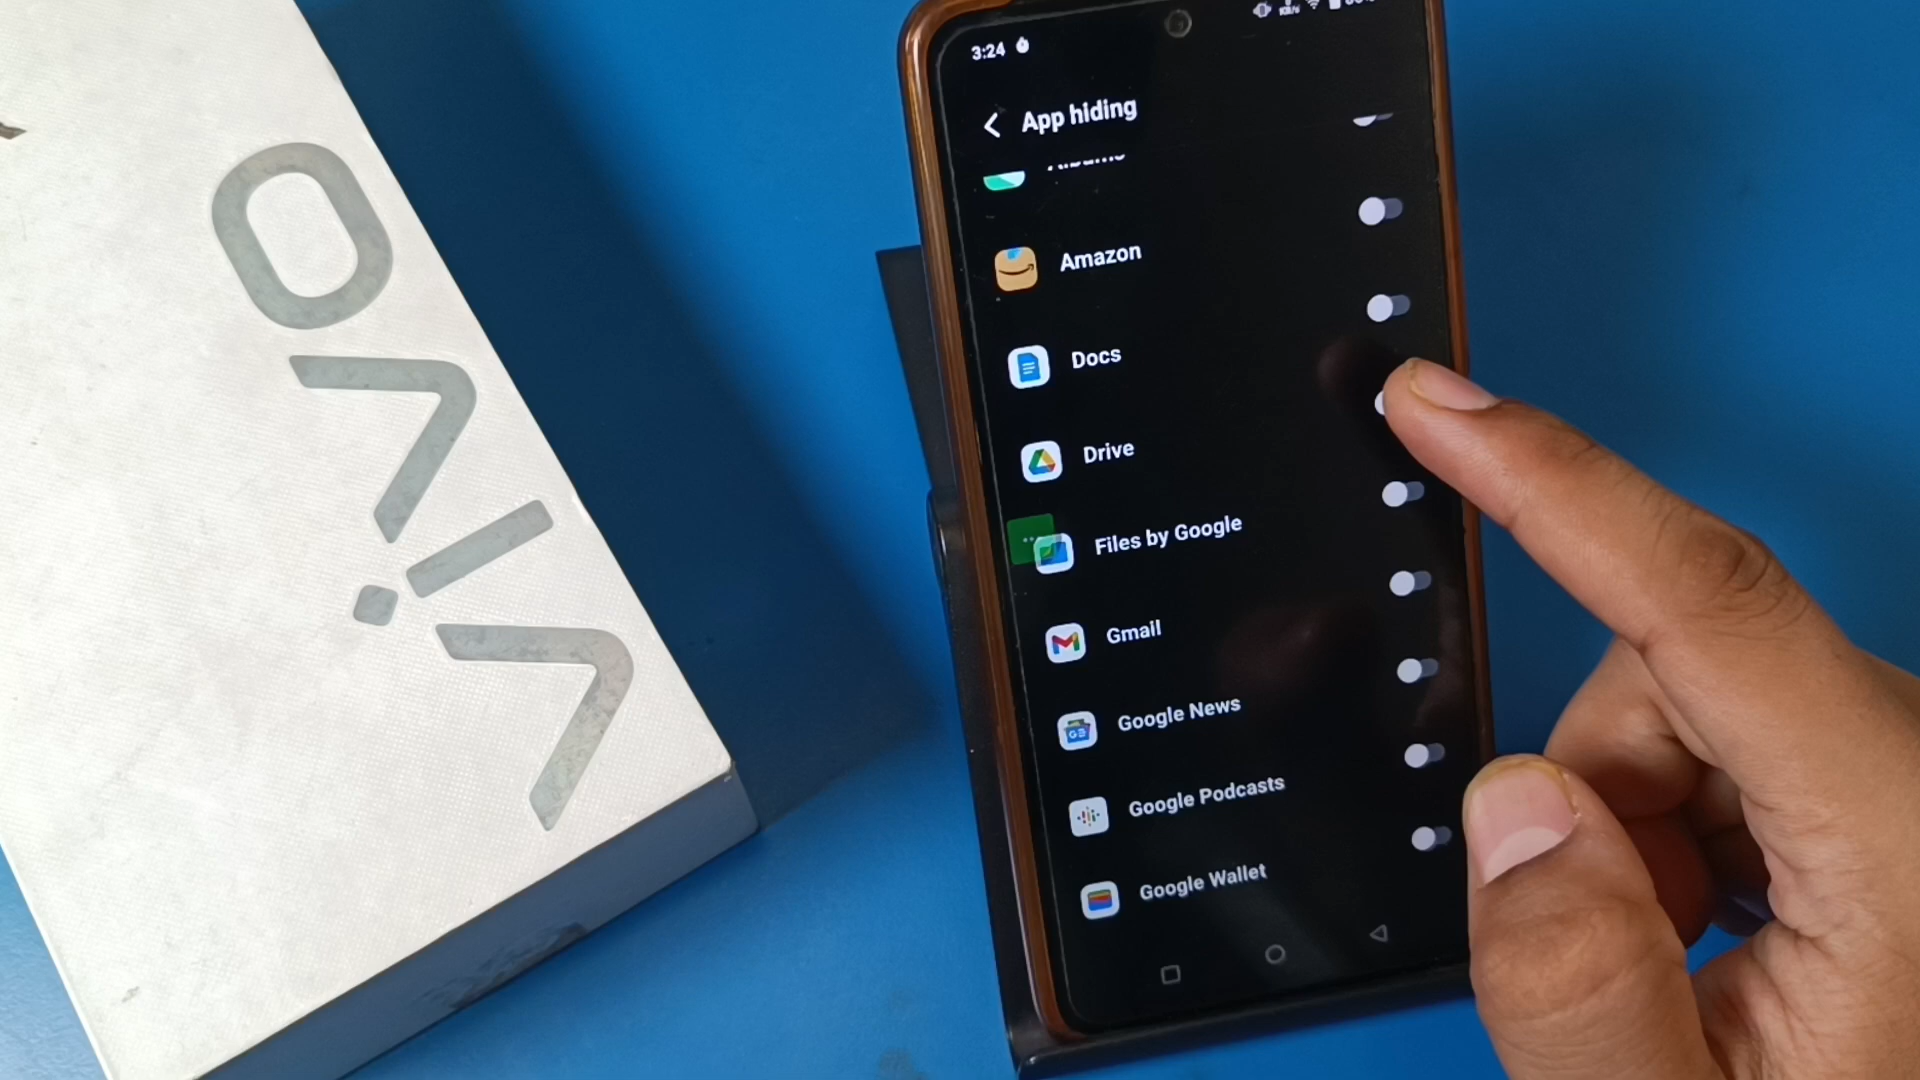 vivo
3:24
App hiding
Amazon
Docs
Drive
Files by Google
Gmail
Google News
Google Podcasts
Google Wallet